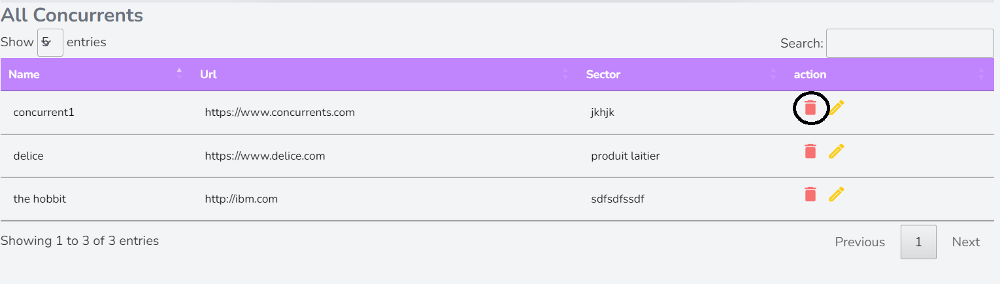 All Concurrents
Show 5 entries Search:
Name Url Sector action
concurrent1 https://www.concurrents.com jkhjk
delice https://www.delice.com produit laitier
the hobbit http://ibm.com sdfsdfssdf
Showing 1 to 3 of 3 entries Previous 1 Next